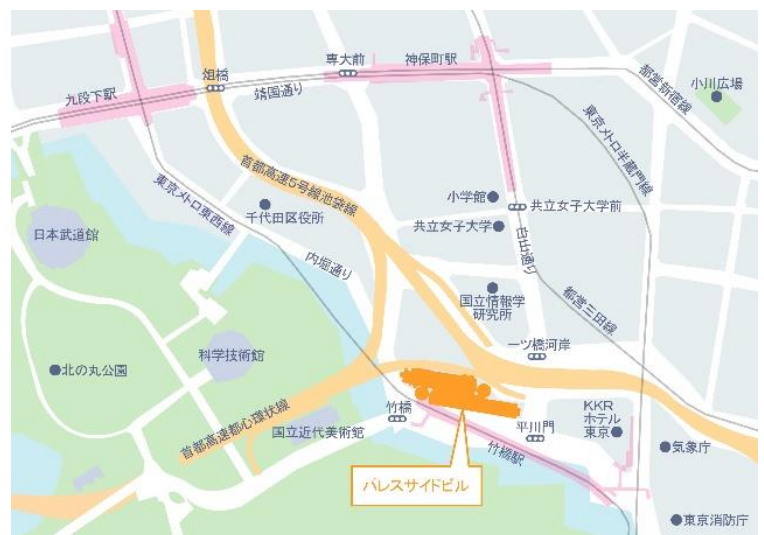 専大前
神保町駅
俎橋
九段下駅
靖国通り
都営新宿線
小川広場
東京メトロ半蔵門線
首都高速5号線池袋線
東京メトロ東西線
小学館
共立女子大学前
千代田区役所
共立女子大学
白山通り
日本武道館
内堀通り
国立情報学
研究所
都営三田線
一ツ橋河岸
科学技術館
北の丸公園
首都高速都心環状線
竹橋
国立近代美術館
平川門
KKR
ホテル
東京
竹橋駅
気象庁
パレスサイドビル
東京消防庁